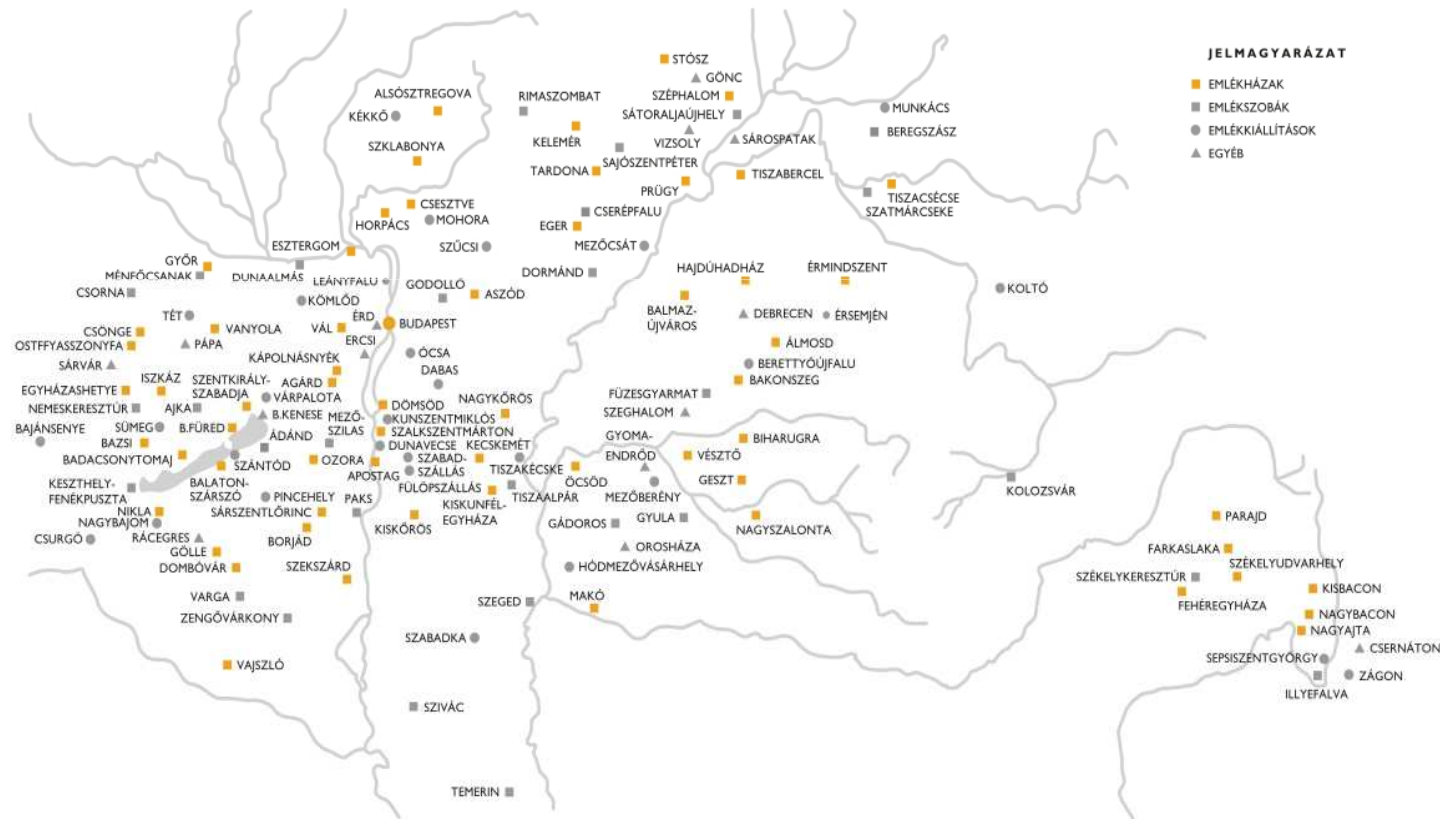 JELMAGYARÁZAT
EMLÉKHÁZAK
EMLÉKSZOBÁK
EMLÉKKIÁLLÍTÁSOK
EGYÉB
STÓSZ
GÖNC
ALSÓSZTREGOVA
RIMASZOMBAT
SZÉPHALOM
KÉKKŐ
SÁTORALJAÚJHELY
MUNKÁCS
KELEMÉR
VIZSOLY
SÁROSPATAK
BEREGSZÁSZ
SZKLABONYA
SAJÓSZENTPÉTER
TARDONA
PRÜGY
TISZABERCEL
TISZACSÉCSE
SZATMÁRCSEKE
CSESZTVE
HORPÁCS
MOHORA
CSERÉPFALU
EGER
SZŰCSI
MEZŐCSÁT
ESZTERGOM
GYŐR
MÉNFŐCSANAK
DUNAALMÁS
LEÁNYFALU
GÖDÖLLŐ
DORMÁND
HAJDÚHADHÁZ
ÉRMINDSZENT
CSORNA
KÖMLŐD
ASZÓD
KOLTÓ
BALMAZ-
ÚJVÁROS
DEBRECEN
ÉRSEMJÉN
TÉT
ÉRD
BUDAPEST
CSÖNGE
VANYOLA
VÁL
ERCSI
OSTFFYASSZONYFA
PÁPA
ÁLMOSD
SÁRVÁR
KÁPOLNÁSNYÉK
ÓCSA
DABAS
BERETTYÓÚJFALU
BAKONSZEG
EGYHÁZASHETYE
ISZKÁZ
SZENTKIRÁLY-
SZABADJA
AGÁRD
VÁRPALOTA
NEMESKERESZTÚR
AJKA
B.KENESE
MEZŐ-
SZILAS
DÖMSÖD
NAGYKŐRÖS
FÜZESGYARMAT
SZEGHALOM
BAJÁNSENYE
SÜMEG
B.FÜRED
KUNSZENTMIKLÓS
SZALKSZENTMÁRTON
BAZSI
ÁDÁND
DUNAVECSE
KECSKEMÉT
GYOMA-
ENDRŐD
BIHARUGRA
BADACSONYTOMAJ
SZÁNTÓD
OZORA
APOSTAG
SZABAD-
SZÁLLÁS
TISZAKÉCSKE
ÖCSÖD
VÉSZTŐ
KESZTHELY-
FENÉKPUSZTA
BALATON-
SZÁRSZÓ
PINCEHELY
PAKS
FÜLÖPSZÁLLÁS
TISZAALPÁR
MEZŐBERÉNY
GESZT
KOLOZSVÁR
NIKLA
SÁRSZENTLŐRINC
KISKUNFÉL-
EGYHÁZA
NAGYBAJOM
KISKŐRÖS
GÁDOROS
GYULA
NAGYSZALONTA
PARAJD
CSURGÓ
RÁCEGRES
BORJÁD
GÖLLE
OROSHÁZA
FARKASLAKA
DOMBÓVÁR
SZEKSZÁRD
HÓDMEZŐVÁSÁRHELY
SZÉKELYUDVARHELY
SZÉKELYKERESZTÚR
FEHÉREGYHÁZA
KISBACON
VARGA
SZEGED
MAKÓ
NAGYBACON
ZENGŐVÁRKONY
NAGYAJTA
SZABADKA
CSERNÁTON
SEPSISZENTGYÖRGY
VAJSZLÓ
ZÁGON
ILLYEFALVA
SZIVÁC
TEMERIN